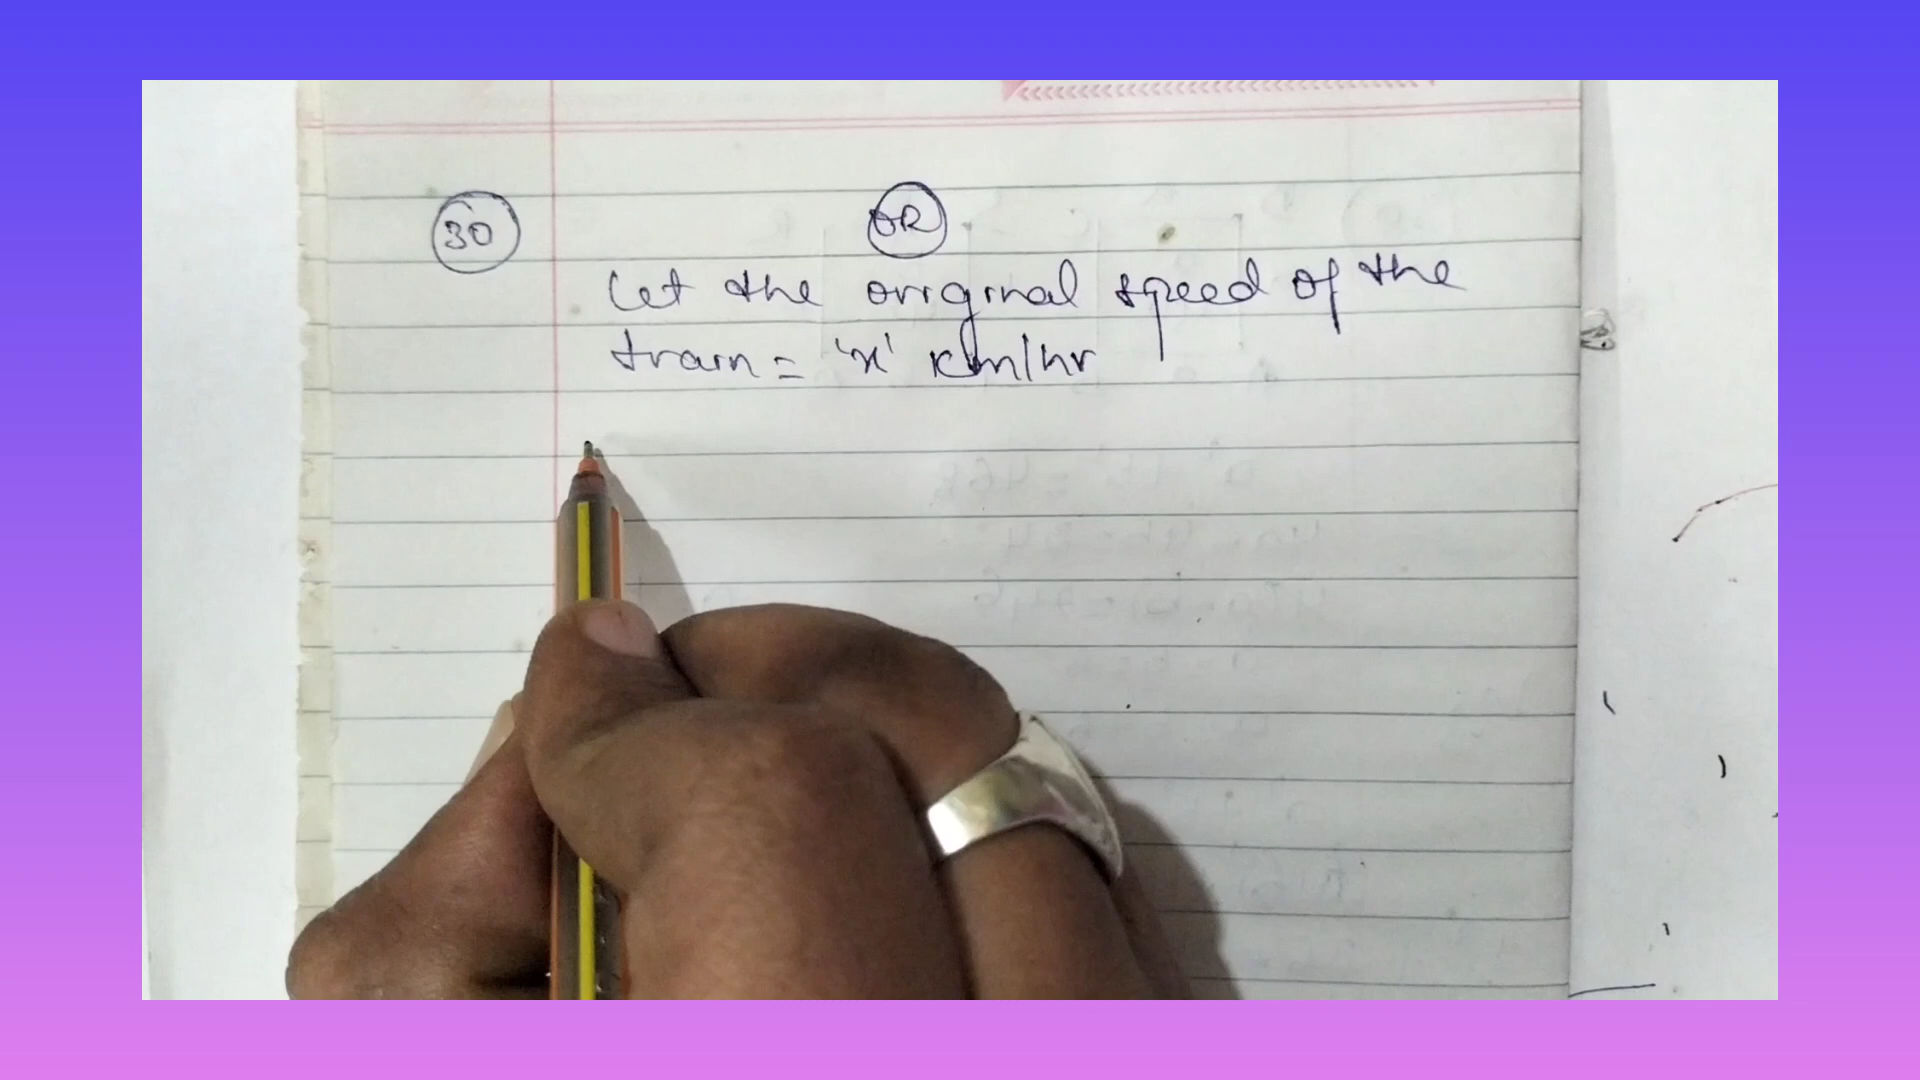 30
OR
Let the original speed of the
train = 'x' km/hr